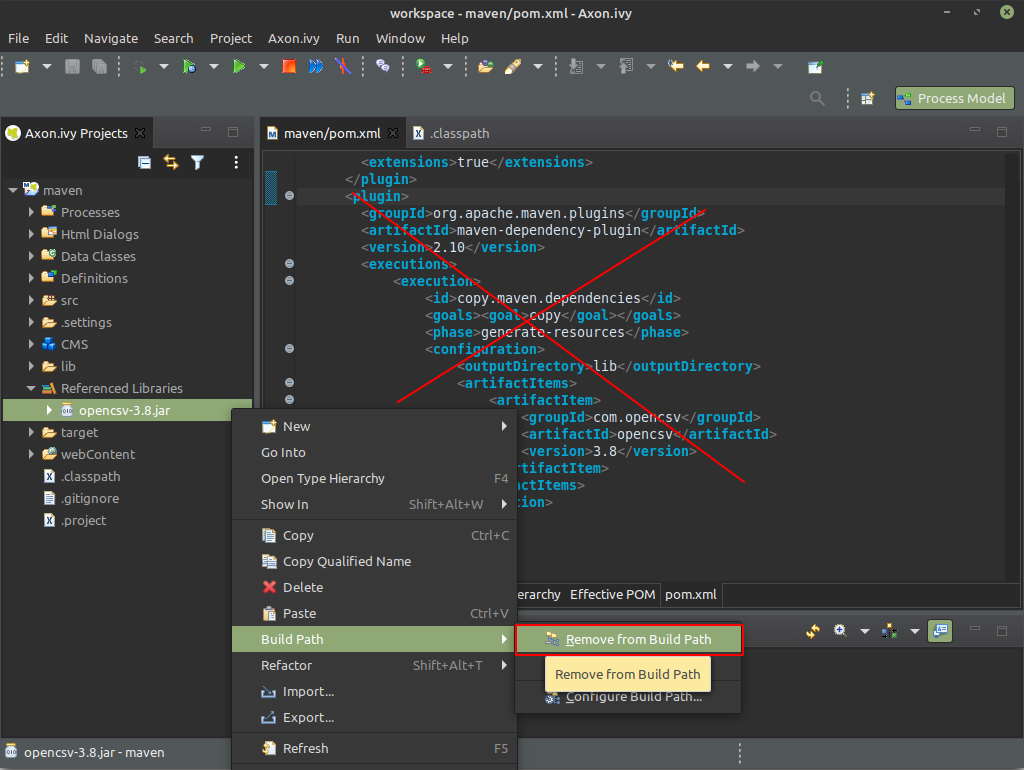 workspace - maven/pom.xml - Axon.ivy
File Edit Navigate Search Project Axon.ivy Run Window Help
Process Model
Axon.ivy Projects
maven/pom.xml
.classpath
maven
Processes
Html Dialogs
Data Classes
Definitions
src
.settings
CMS
lib
Referenced Libraries
opencsv-3.8.jar
target
webContent
.classpath
.gitignore
.project
<extensions>true</extensions>
</plugin>
<plugin>
<groupId>org.apache.maven.plugins</groupId>
<artifactId>maven-dependency-plugin</artifactId>
<version>2.10</version>
<executions>
<execution>
<id>copy.maven.dependencies</id>
<goals><goal>copy</goal></goals>
<phase>generate-resources</phase>
<configuration>
<outputDirectory>lib</outputDirectory>
<artifactItems>
<artifactItem>
<groupId>com.opencsv</groupId>
<artifactId>opencsv</artifactId>
<version>3.8</version>
rtifactItem>
actItems>
tion>
erarchy Effective POM pom.xml
New
Go Into
Open Type Hierarchy F4
Show In Shift+Alt+W
Copy Ctrl+C
Copy Qualified Name
Delete
Paste Ctrl+V
Build Path
Refactor Shift+Alt+T
Import...
Export...
Refresh F5
Remove from Build Path
Remove from Build Path
Configure Build Path...
opencsv-3.8.jar - maven